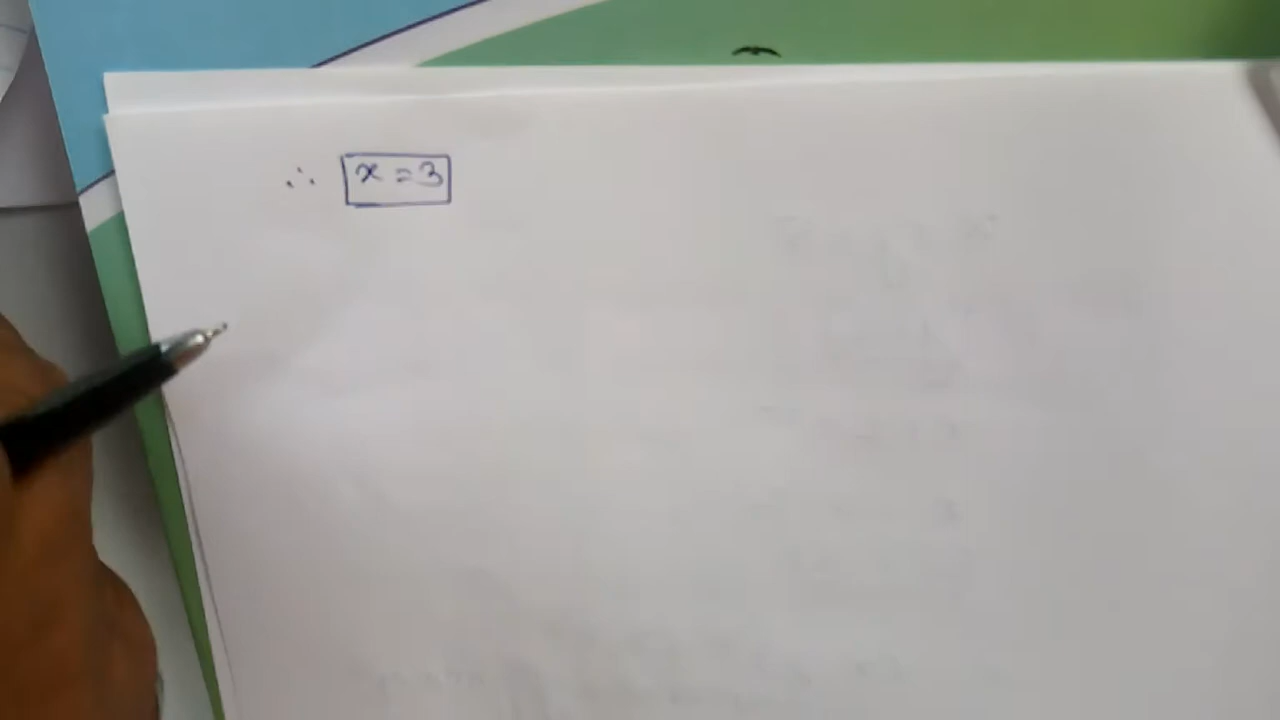 ∴ x = 3